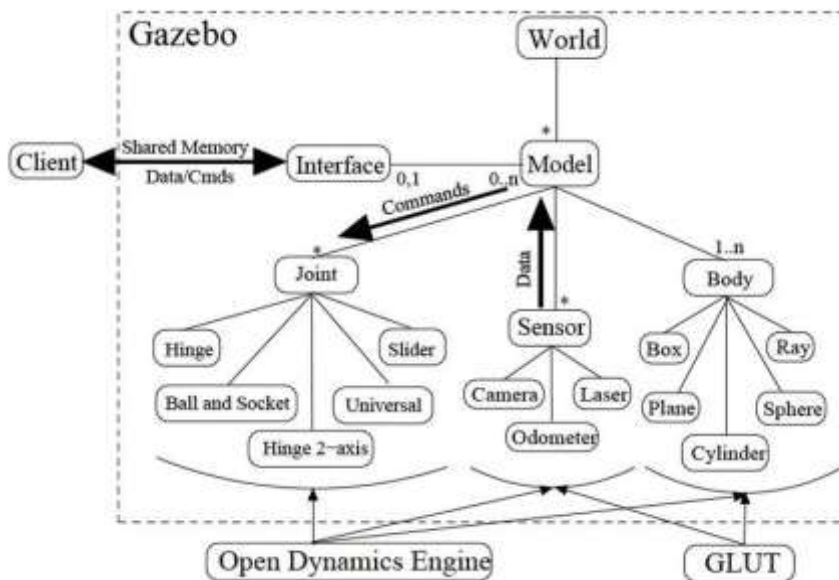 Gazebo
World
*
Shared Memory
Client
Interface
Model
Data/Cmds
0,1
0..n
Commands
Data
*
1..n
*
Joint
Body
Sensor
Hinge
Slider
Box
Ray
Camera
Laser
Ball and Socket
Universal
Plane
Sphere
Odometer
Hinge 2-axis
Cylinder
Open Dynamics Engine
GLUT